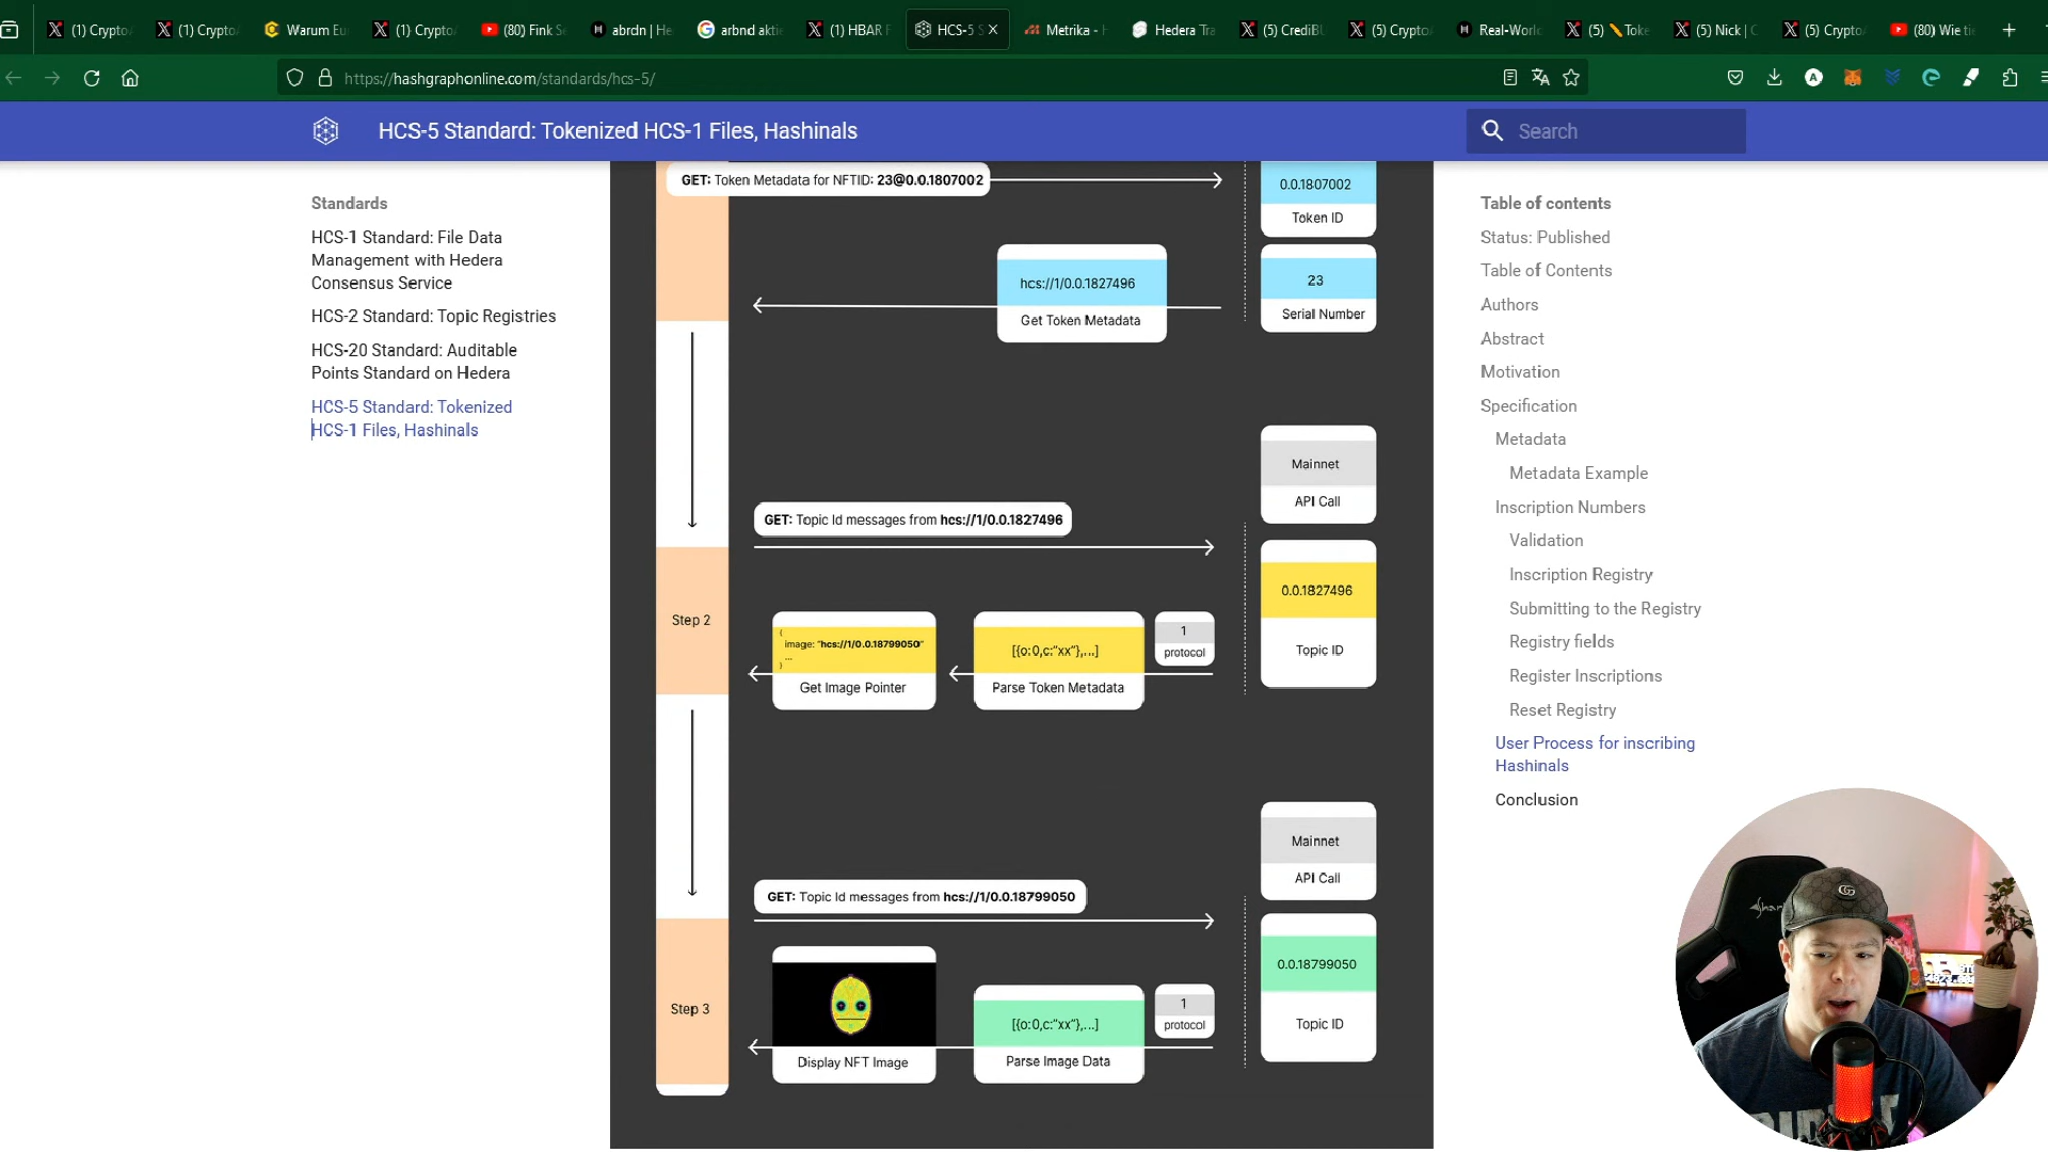 (1) Crypto
(1) Crypto
Warum Eu
(1) Crypto
(80) Fink Se
abrdn | He
arbnd akti
(1) HBAR F
HCS-5 S
Metrika - H
Hedera Tra
(5) CrediBU
(5) Crypto
Real-World
(5) Toke
(5) Nick | C
(5) Crypto
(80) Wie tie
https://hashgraphonline.com/standards/hcs-5/
HCS-5 Standard: Tokenized HCS-1 Files, Hashinals
Search
Standards
HCS-1 Standard: File Data
Management with Hedera
Consensus Service
HCS-2 Standard: Topic Registries
HCS-20 Standard: Auditable
Points Standard on Hedera
HCS-5 Standard: Tokenized
HCS-1 Files, Hashinals
GET: Token Metadata for NFTID: 23@0.0.1807002
0.0.1807002
Token ID
hcs://1/0.0.1827496
Get Token Metadata
23
Serial Number
Mainnet
API Call
GET: Topic Id messages from hcs://1/0.0.1827496
Step 2
{
image: "hcs://1/0.0.18799050"
...
}
Get Image Pointer
[{o:0,c:"xx"},...]
Parse Token Metadata
1
protocol
0.0.1827496
Topic ID
Mainnet
API Call
GET: Topic Id messages from hcs://1/0.0.18799050
Step 3
Display NFT Image
[{o:0,c:"xx"},...]
Parse Image Data
1
protocol
0.0.18799050
Topic ID
Table of contents
Status: Published
Table of Contents
Authors
Abstract
Motivation
Specification
Metadata
Metadata Example
Inscription Numbers
Validation
Inscription Registry
Submitting to the Registry
Registry fields
Register Inscriptions
Reset Registry
User Process for inscribing
Hashinals
Conclusion